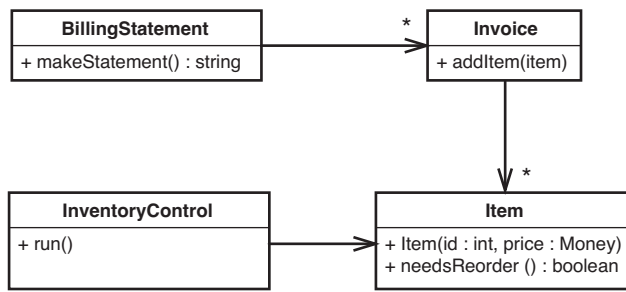 BillingStatement
+ makeStatement() : string
*
Invoice
+ addItem(item)
*
InventoryControl
+ run()
Item
+ Item(id : int, price : Money)
+ needsReorder () : boolean